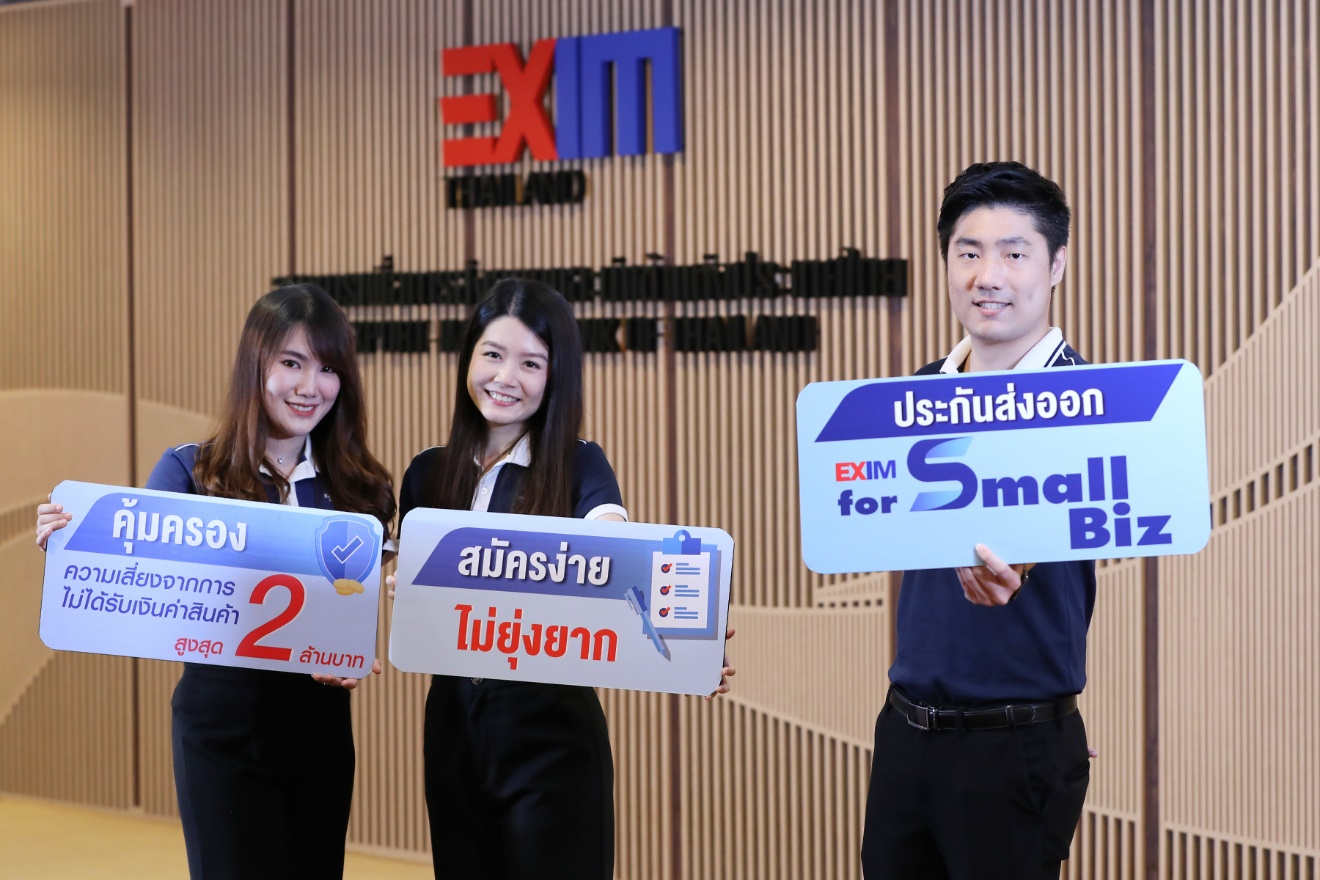 EXIM
THAILAND
คุ้มครอง
ความเสี่ยงจากการ
ไม่ได้รับเงินค่าสินค้า
สูงสุด 2 ล้านบาท
สมัครง่าย
ไม่ยุ่งยาก
ประกันส่งออก
EXIM
for Small
Biz